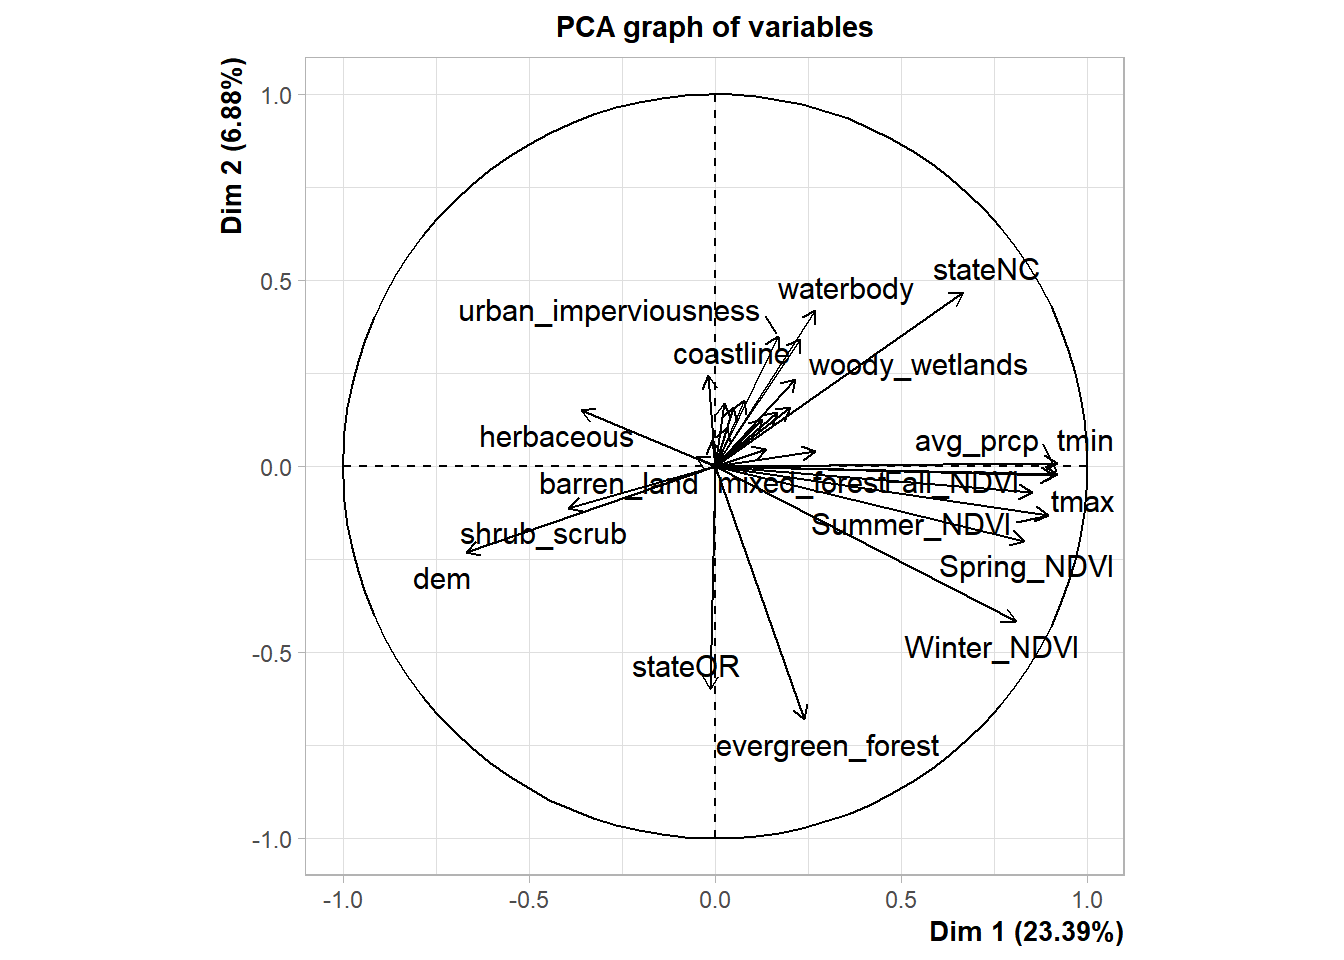 PCA graph of variables
Dim 2 (6.88%)
1.0
0.5
0.0
-0.5
-1.0
stateNC
waterbody
urban_imperviousness
coastline
woody_wetlands
herbaceous
avg_prcp
tmin
barren_land
mixed_forest
Fall_NDVI
tmax
shrub_scrub
Summer_NDVI
Spring_NDVI
dem
Winter_NDVI
stateOR
evergreen_forest
-1.0
-0.5
0.0
0.5
1.0
Dim 1 (23.39%)